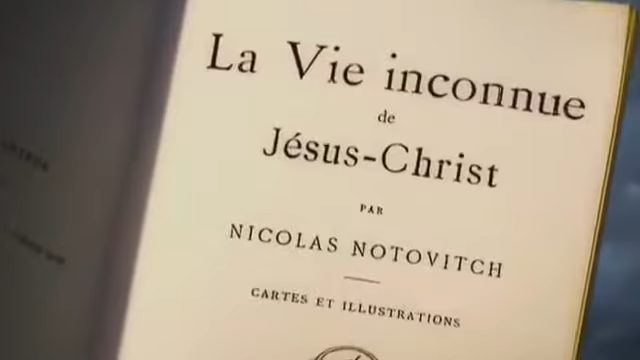 La Vie inconnue
de
Jésus-Christ
PAR
NICOLAS NOTOVITCH
CARTES ET ILLUSTRATIONS